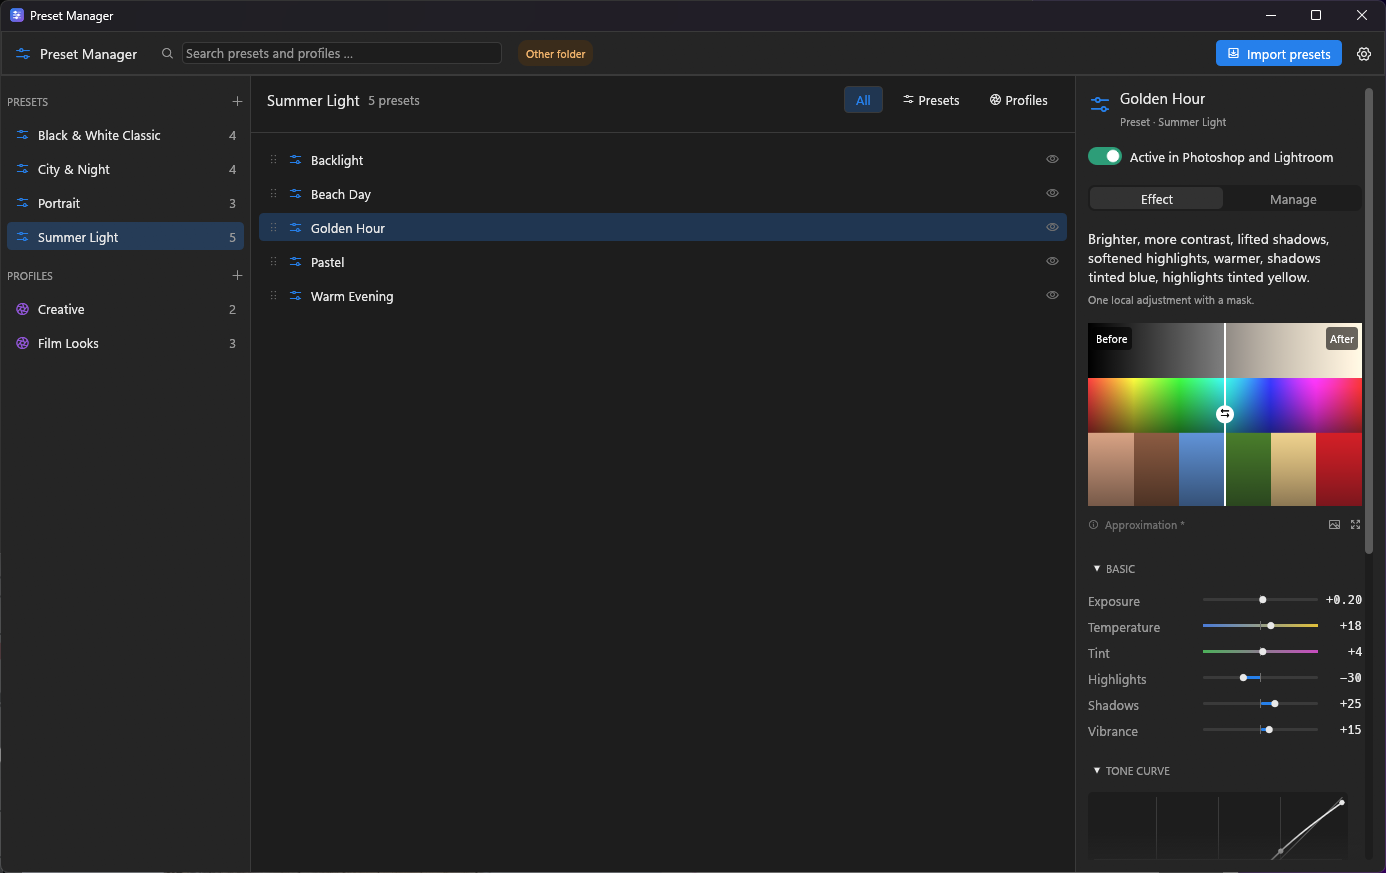 Preset Manager
Preset Manager
Search presets and profiles ...
Other folder
Import presets
PRESETS
Black & White Classic 4
City & Night 4
Portrait 3
Summer Light 5
PROFILES
Creative 2
Film Looks 3
Summer Light 5 presets
All
Presets
Profiles
Backlight
Beach Day
Golden Hour
Pastel
Warm Evening
Golden Hour
Preset · Summer Light
Active in Photoshop and Lightroom
Effect
Manage
Brighter, more contrast, lifted shadows,
softened highlights, warmer, shadows
tinted blue, highlights tinted yellow.
One local adjustment with a mask.
Before
After
Approximation *
BASIC
Exposure +0.20
Temperature +18
Tint +4
Highlights −30
Shadows +25
Vibrance +15
TONE CURVE